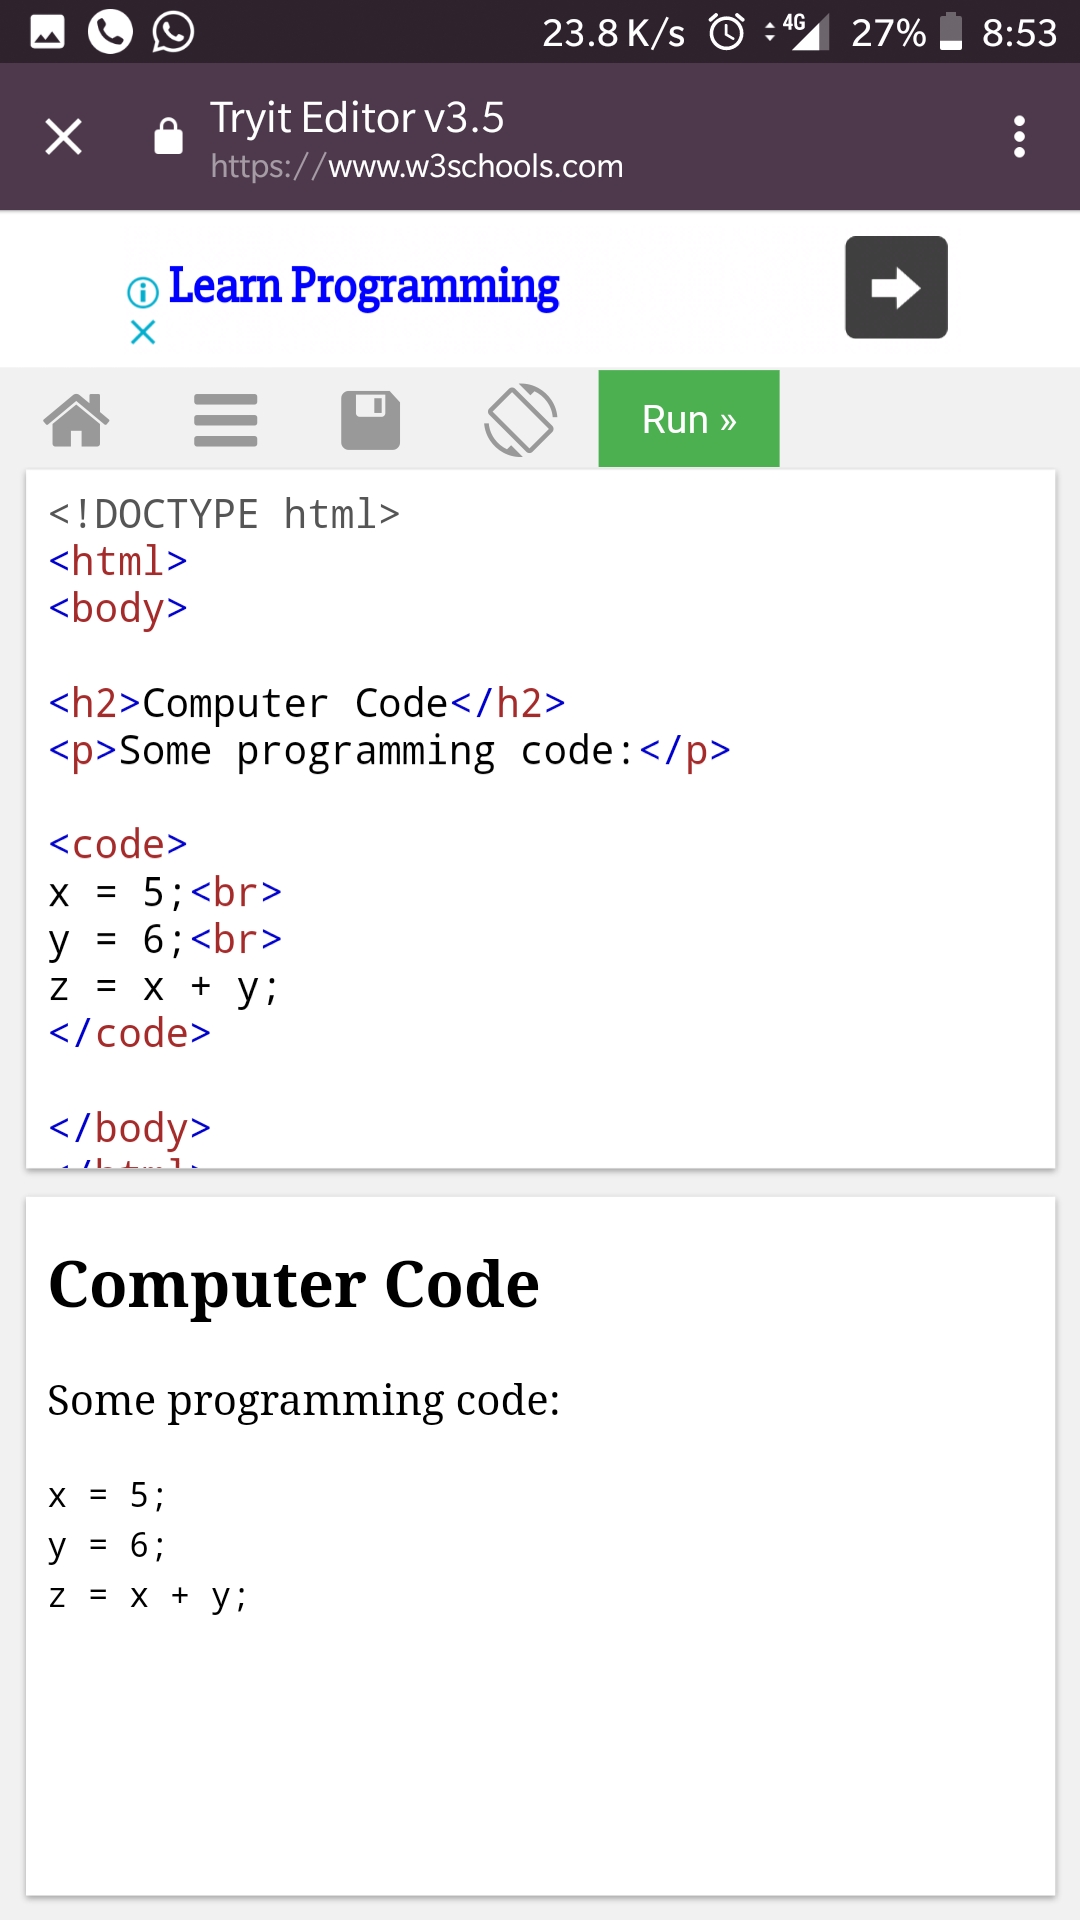 23.8 K/s 4G 27% 8:53
Tryit Editor v3.5
https://www.w3schools.com
Learn Programming
Run »
<!DOCTYPE html>
<html>
<body>
<h2>Computer Code</h2>
<p>Some programming code:</p>
<code>
x = 5;<br>
y = 6;<br>
z = x + y;
</code>
</body>
</html>
Computer Code
Some programming code:
x = 5;
y = 6;
z = x + y;